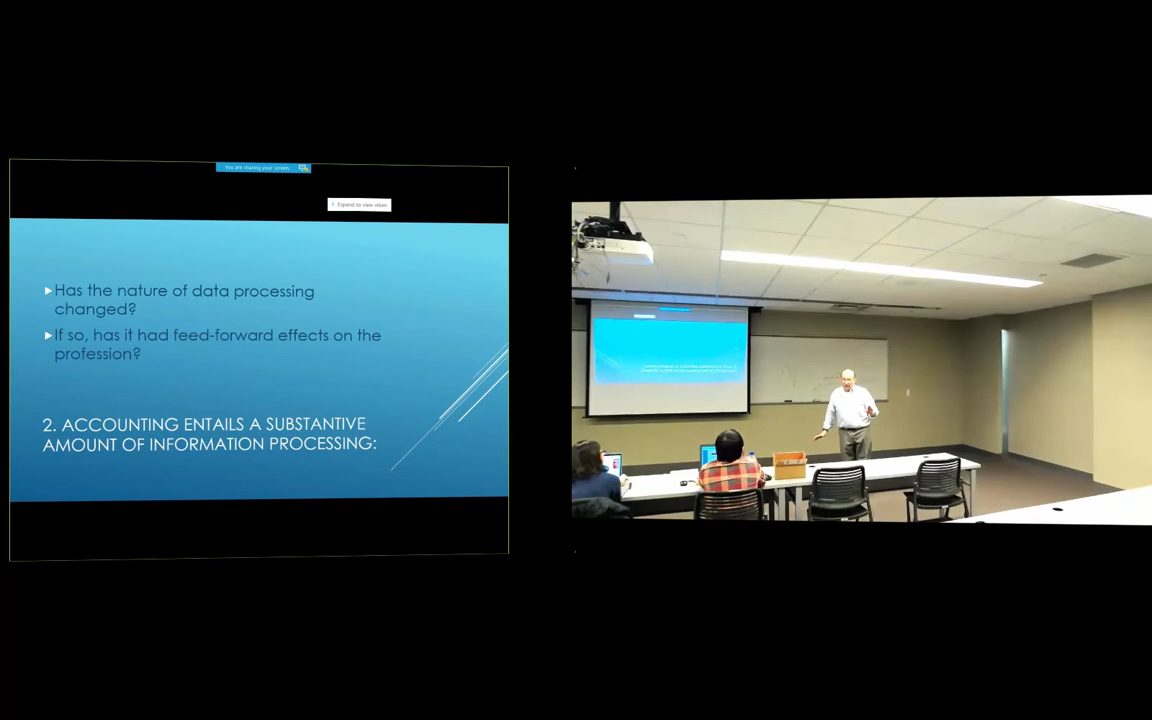 You are sharing your screen.
Expand to view video
Has the nature of data processing
changed?
If so, has it had feed-forward effects on the
profession?
2. ACCOUNTING ENTAILS A SUBSTANTIVE
AMOUNT OF INFORMATION PROCESSING: